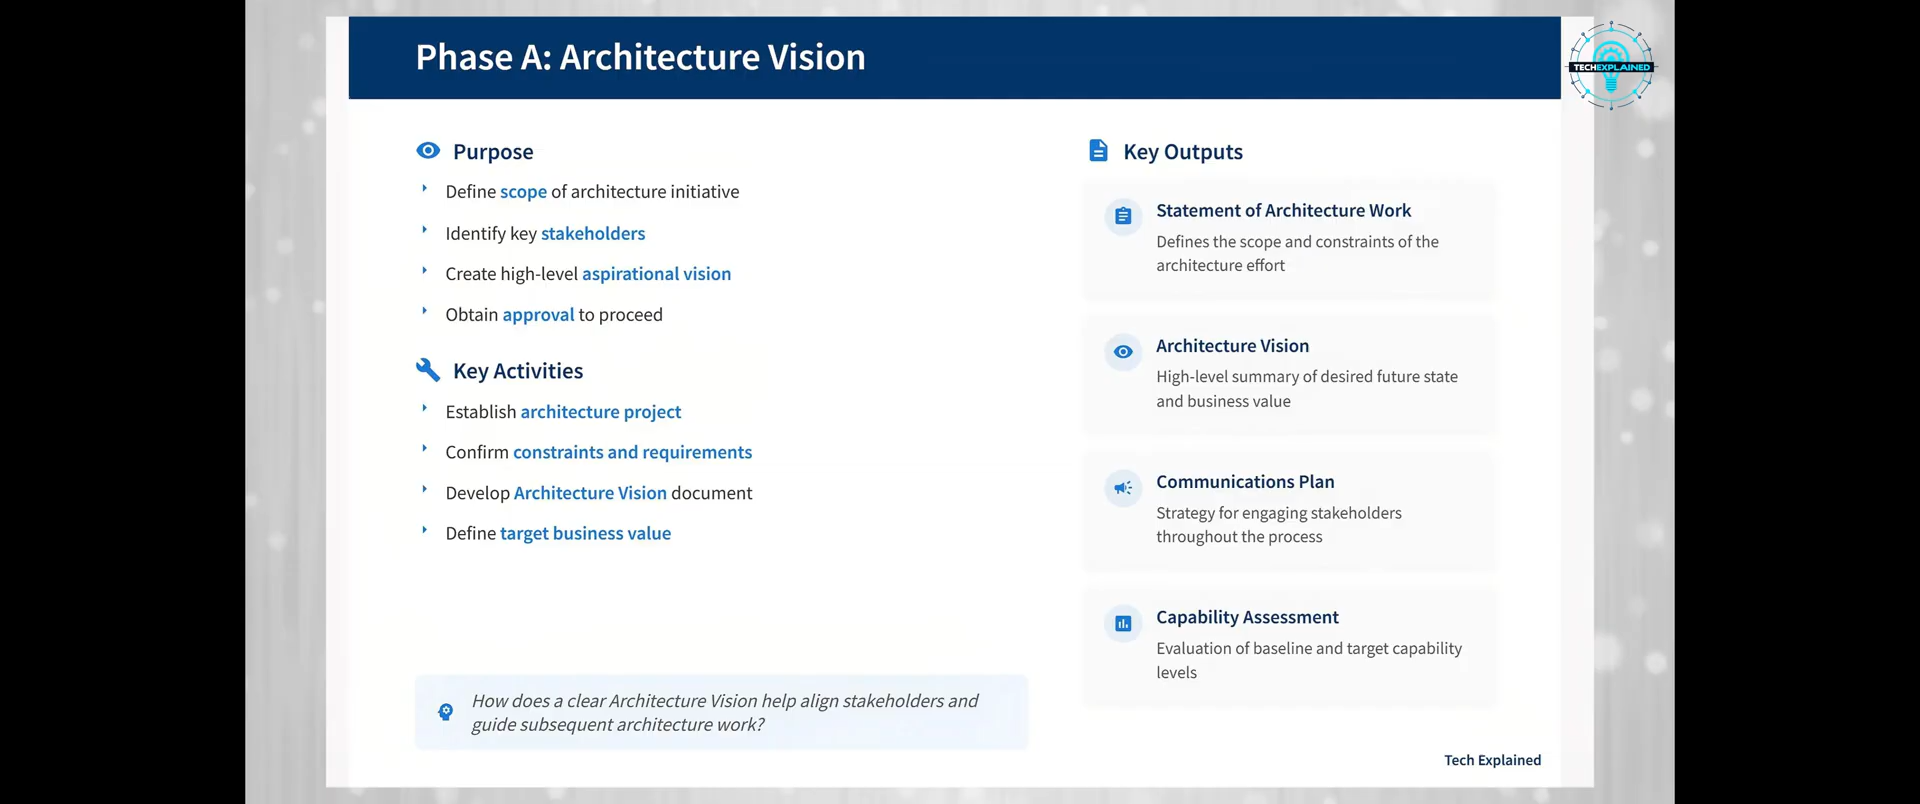 Phase A: Architecture Vision
TECHEXPLAINED
Purpose
Define scope of architecture initiative
Identify key stakeholders
Create high-level aspirational vision
Obtain approval to proceed
Key Activities
Establish architecture project
Confirm constraints and requirements
Develop Architecture Vision document
Define target business value
How does a clear Architecture Vision help align stakeholders and
guide subsequent architecture work?
Key Outputs
Statement of Architecture Work
Defines the scope and constraints of the
architecture effort
Architecture Vision
High-level summary of desired future state
and business value
Communications Plan
Strategy for engaging stakeholders
throughout the process
Capability Assessment
Evaluation of baseline and target capability
levels
Tech Explained